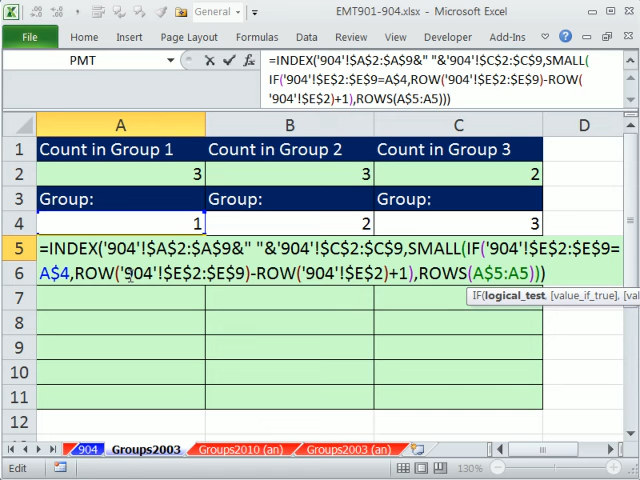 EMT901-904.xlsx - Microsoft Excel
General
File Home Insert Page Layout Formulas Data Review View Developer Add-Ins
PMT
fx
=INDEX('904'!$A$2:$A$9&" "&'904'!$C$2:$C$9,SMALL(
IF('904'!$E$2:$E$9=A$4,ROW('904'!$E$2:$E$9)-ROW(
'904'!$E$2)+1),ROWS(A$5:A5)))
A B C D
1 Count in Group 1 Count in Group 2 Count in Group 3
2 3 3 2
3 Group: Group: Group:
4 1 2 3
5 =INDEX('904'!$A$2:$A$9&" "&'904'!$C$2:$C$9,SMALL(IF('904'!$E$2:$E$9=
6 A$4,ROW('904'!$E$2:$E$9)-ROW('904'!$E$2)+1),ROWS(A$5:A5)))
7
IF(logical_test, [value_if_true], [val
8
9
10
11
12
904 Groups2003 Groups2010 (an) Groups2003 (an)
Edit 130%